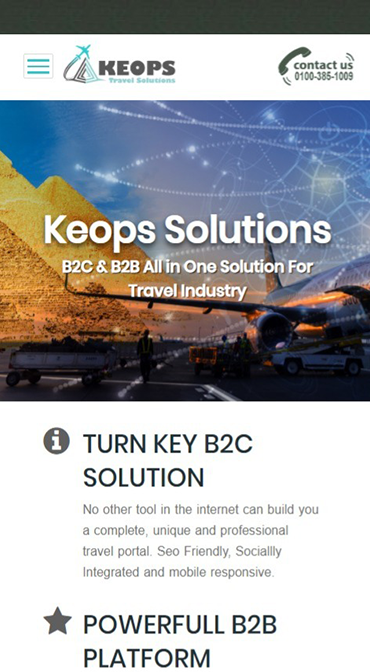 KEOPS
Travel Solutions
contact us
0100-385-1009
Keops Solutions
B2C & B2B All in One Solution For
Travel Industry
TURN KEY B2C
SOLUTION
No other tool in the internet can build you
a complete, unique and professional
travel portal. Seo Friendly, Sociallly
Integrated and mobile responsive.
POWERFULL B2B
PLATFORM